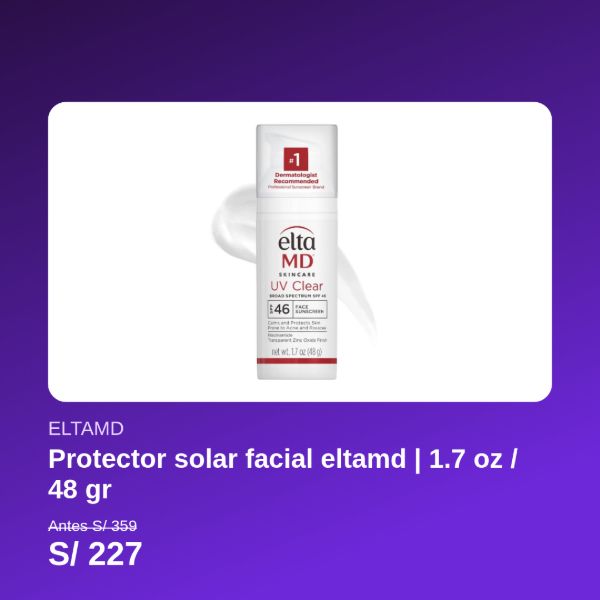 #1
Dermatologist
Recommended
Professional Sunscreen Brand
elta
MD
SKINCARE
UV Clear
BROAD SPECTRUM SPF 46
SPF 46 FACE SUNSCREEN
Calms and Protects Skin
Prone to Acne and Rosacea
Niacinamide
Transparent Zinc Oxide Finish
net wt. 1.7 oz (48 g)
ELTAMD
Protector solar facial eltamd | 1.7 oz /
48 gr
Antes S/ 359
S/ 227